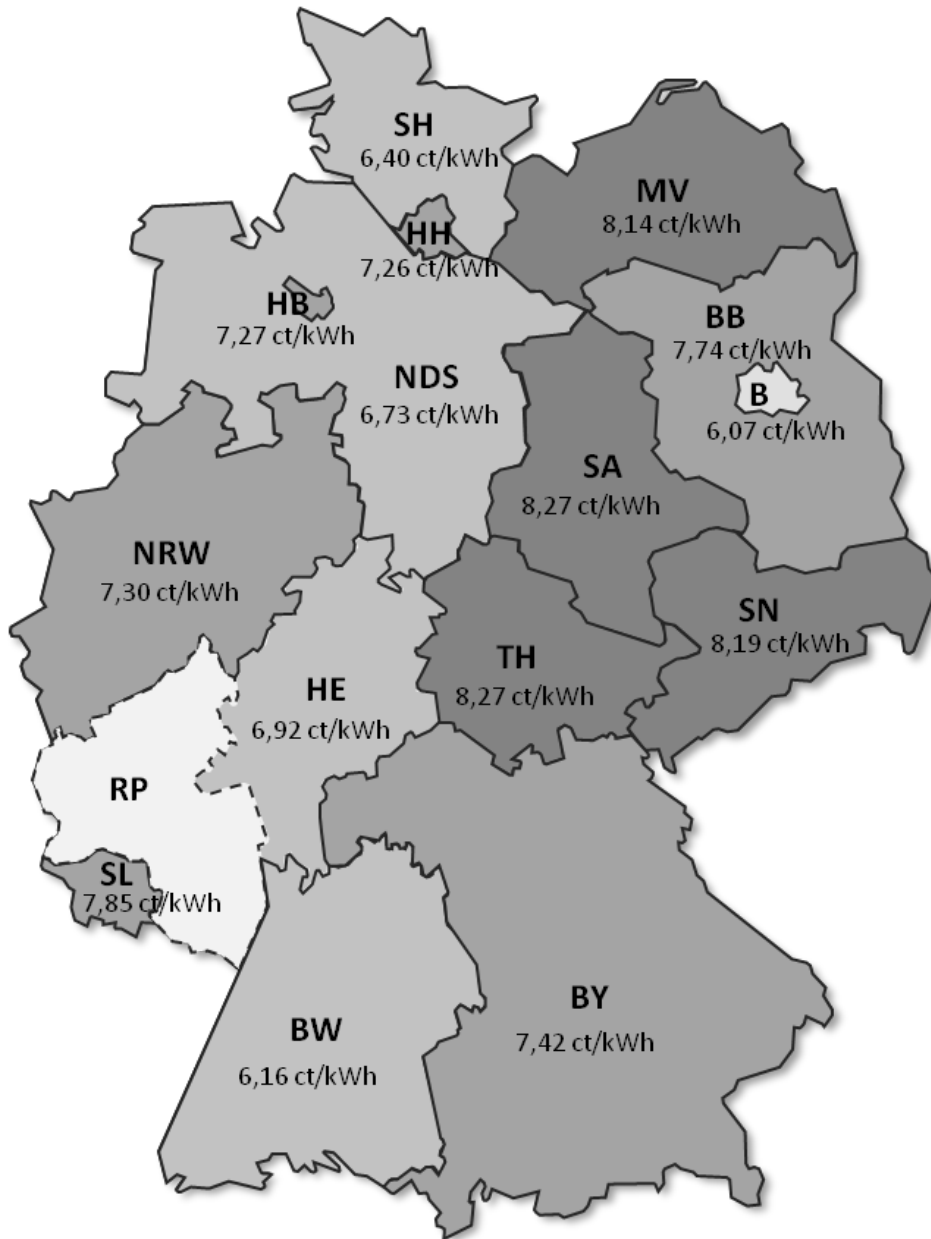 SH
6,40 ct/kWh
MV
8,14 ct/kWh
HH
7,26 ct/kWh
HB
7,27 ct/kWh
BB
7,74 ct/kWh
NDS
6,73 ct/kWh
B
6,07 ct/kWh
SA
8,27 ct/kWh
NRW
7,30 ct/kWh
SN
8,19 ct/kWh
TH
8,27 ct/kWh
HE
6,92 ct/kWh
RP
SL
7,85 ct/kWh
BY
7,42 ct/kWh
BW
6,16 ct/kWh